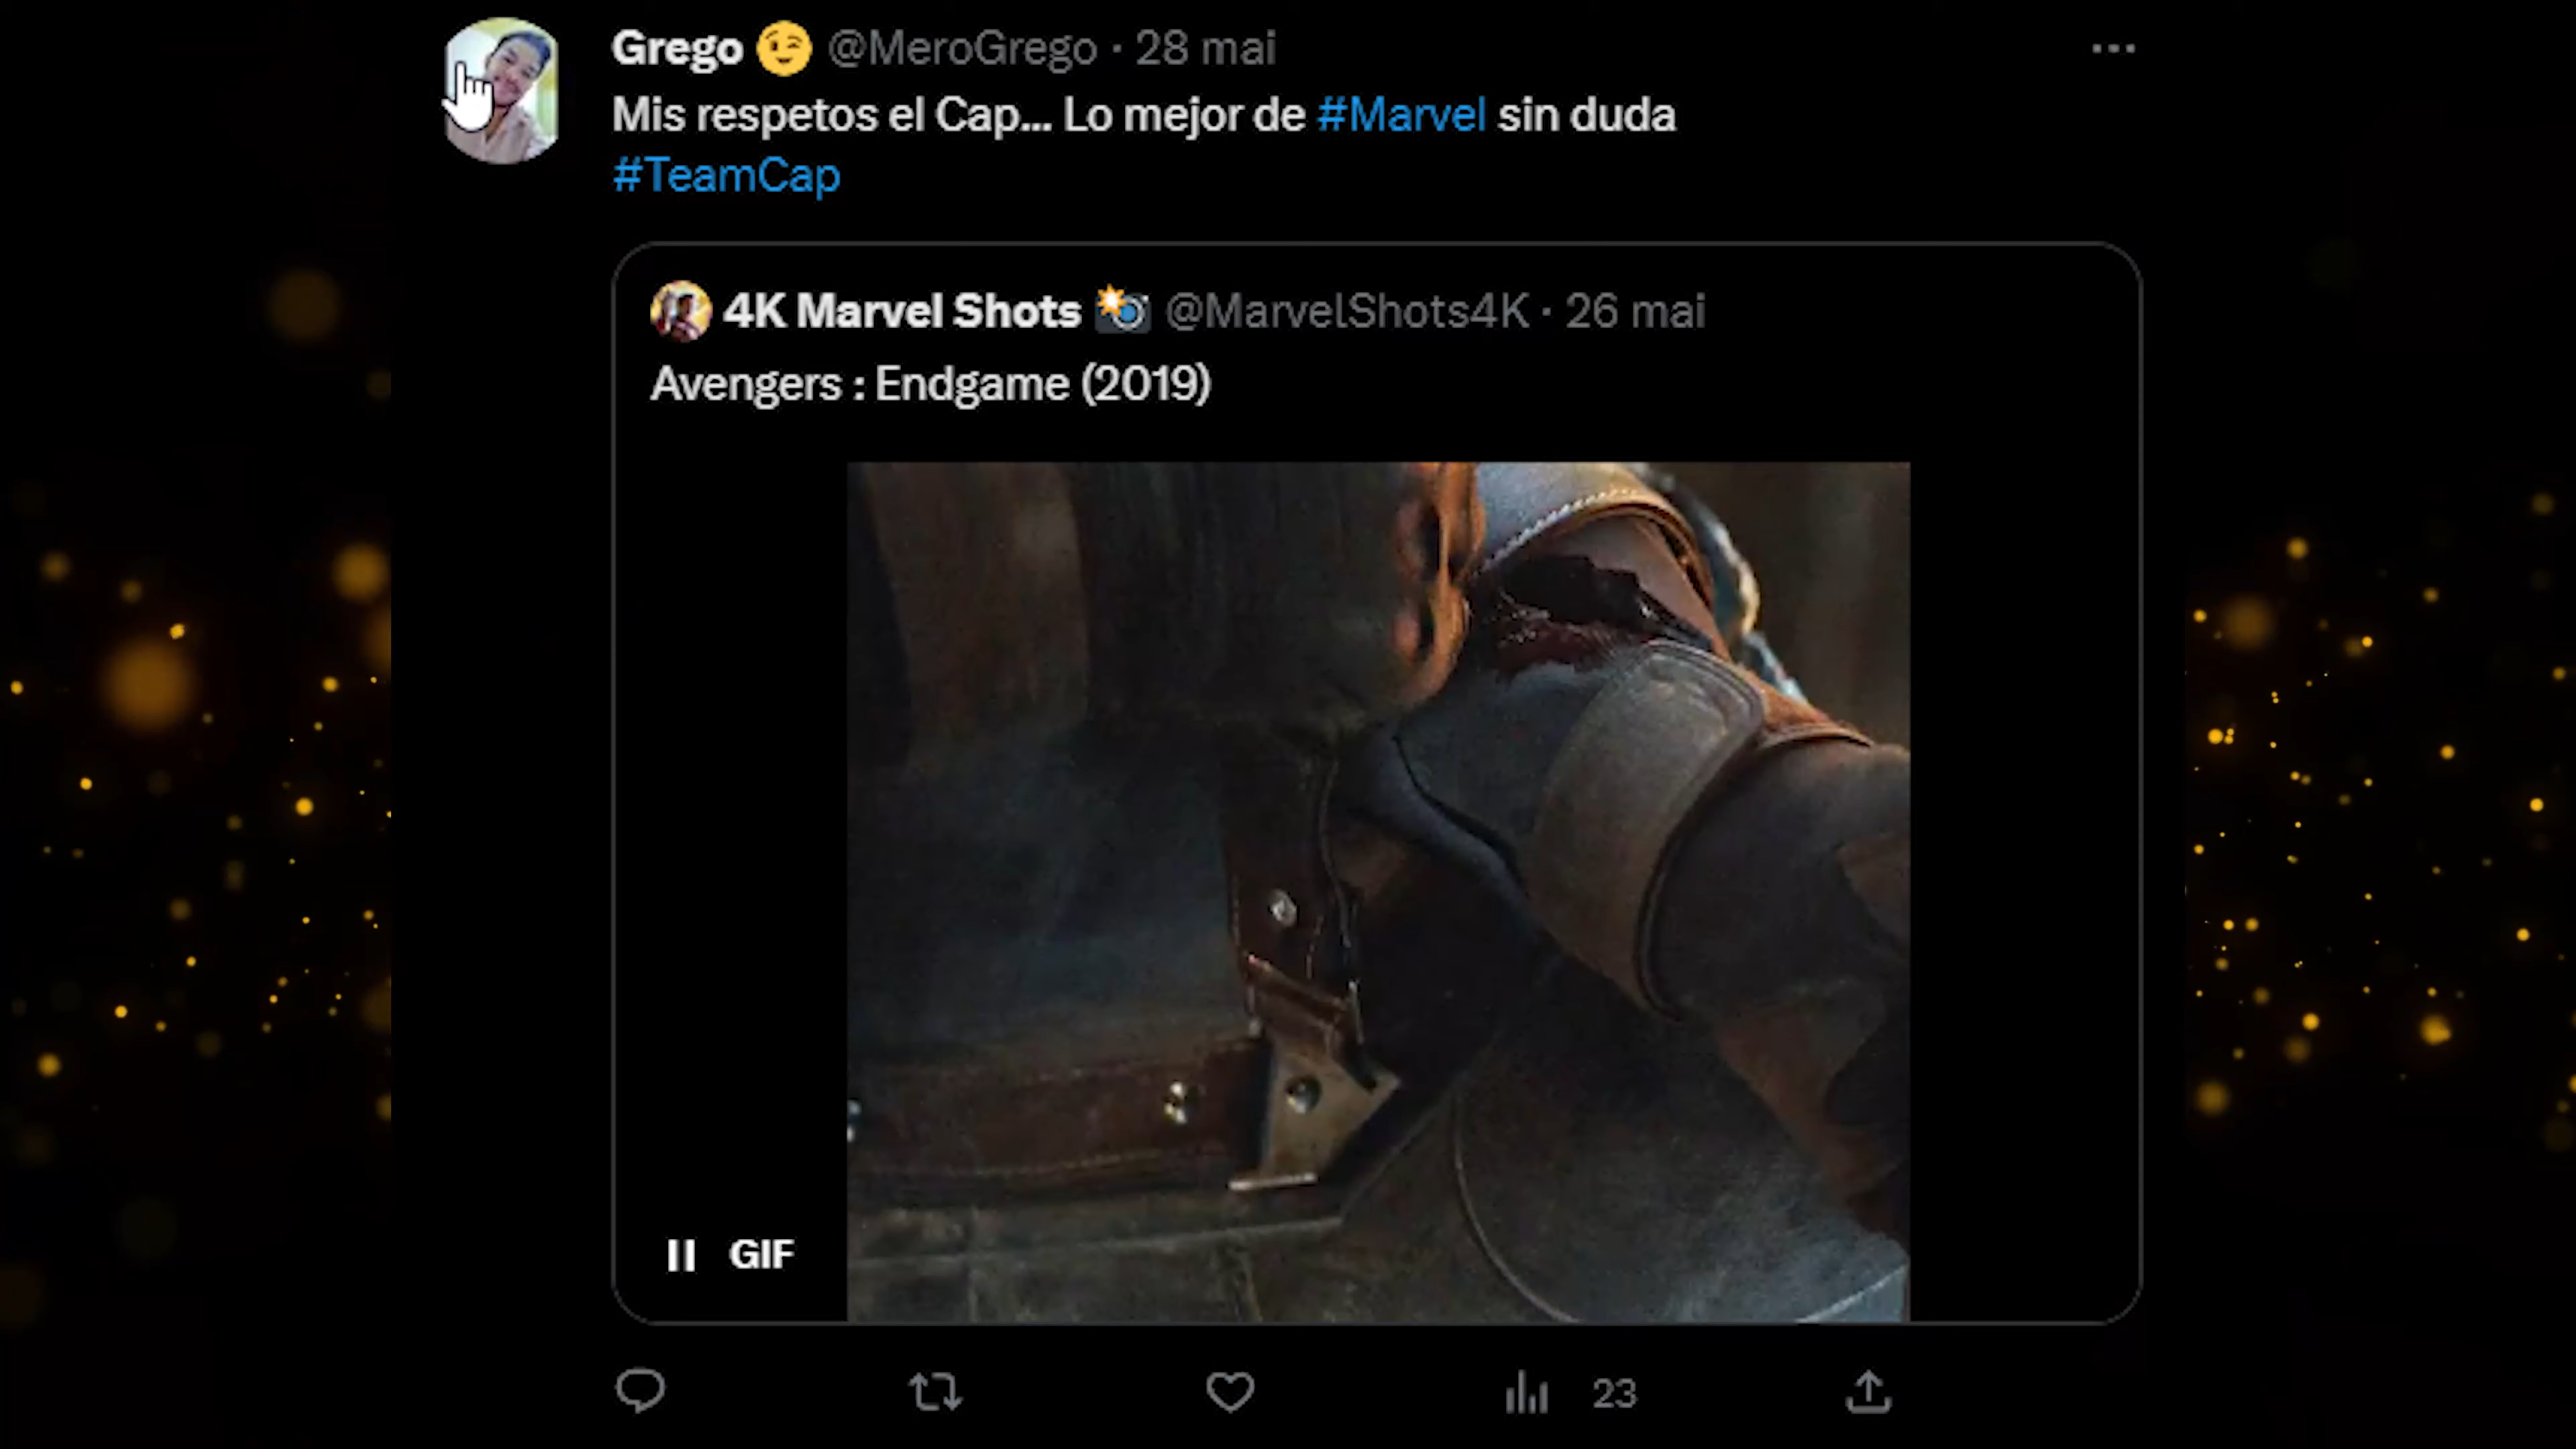 Grego 😉 @MeroGrego · 28 mai
Mis respetos el Cap... Lo mejor de #Marvel sin duda
#TeamCap
4K Marvel Shots 📸 @MarvelShots4K · 26 mai
Avengers : Endgame (2019)
GIF
23